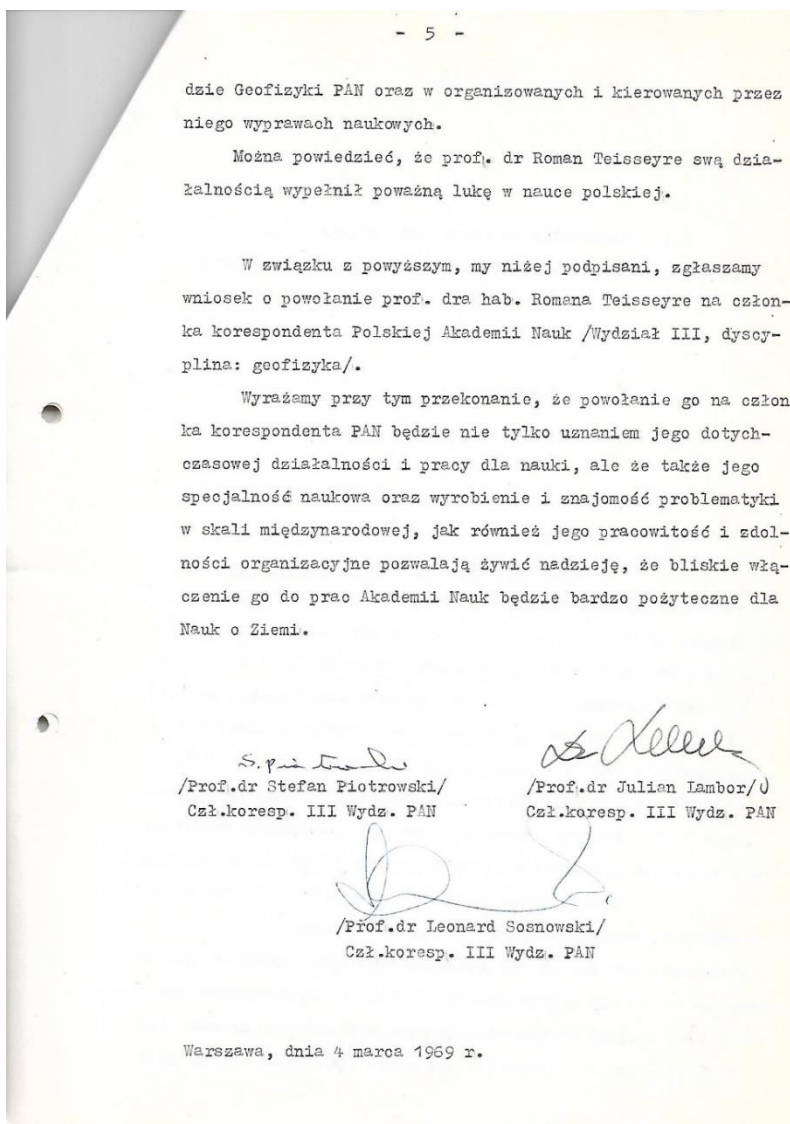 - 5 -
dzie Geofizyki PAN oraz w organizowanych i kierowanych przez
niego wyprawach naukowych.
Można powiedzieć, że prof. dr Roman Teisseyre swą dzia-
łalnością wypełnił poważną lukę w nauce polskiej.
W związku z powyższym, my niżej podpisani, zgłaszamy
wniosek o powołanie prof. dra hab. Romana Teisseyre na człon-
ka korespondenta Polskiej Akademii Nauk /Wydział III, dyscy-
plina: geofizyka/.
Wyrażamy przy tym przekonanie, że powołanie go na człon
ka korespondenta PAN będzie nie tylko uznaniem jego dotych-
czasowej działalności i pracy dla nauki, ale że także jego
specjalność naukowa oraz wyrobienie i znajomość problematyki
w skali międzynarodowej, jak również jego pracowitość i zdol-
ności organizacyjne pozwalają żywić nadzieję, że bliskie włą-
czenie go do prac Akademii Nauk będzie bardzo pożyteczne dla
Nauk o Ziemi.
/Prof.dr Stefan Piotrowski/
Czł.koresp. III Wydz. PAN
/Prof.dr Julian Lambor/
Czł.koresp. III Wydz. PAN
/Prof.dr Leonard Sosnowski/
Czł.koresp. III Wydz. PAN
Warszawa, dnia 4 marca 1969 r.